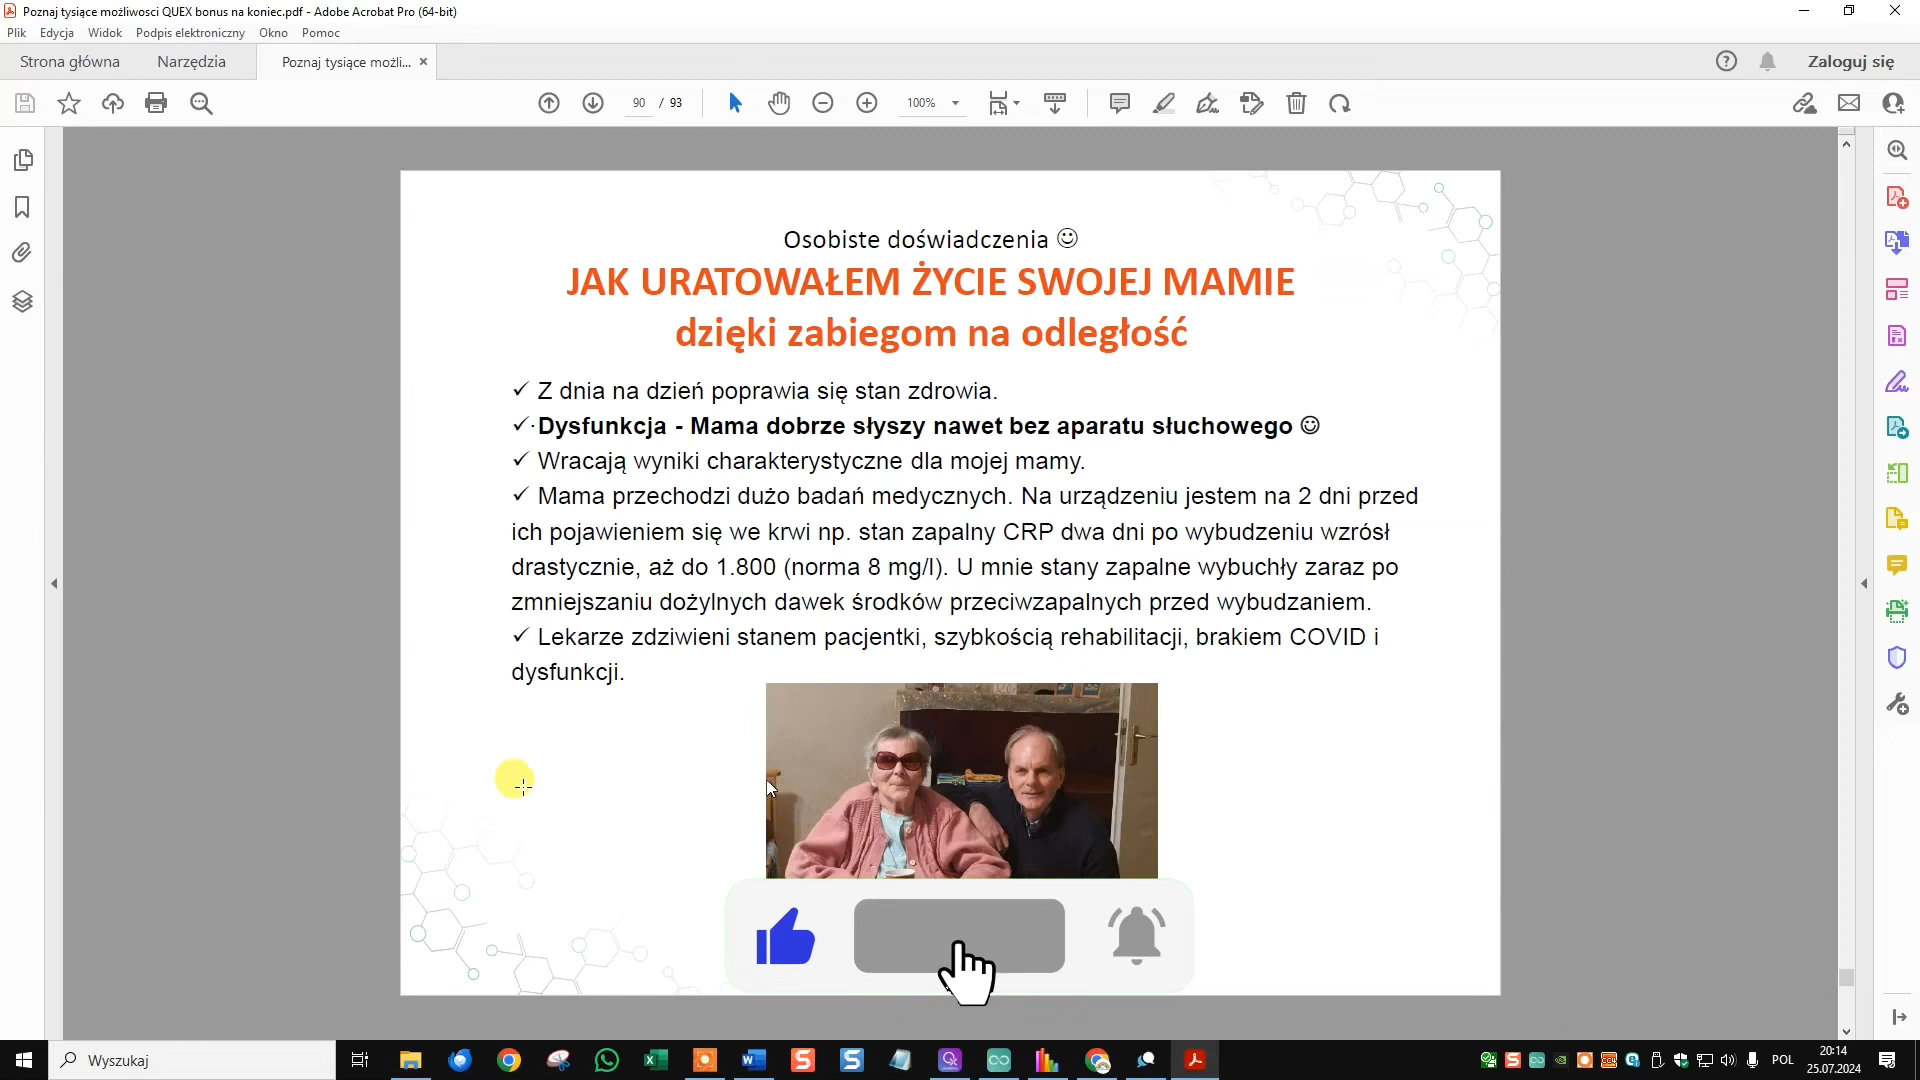 Poznaj tysiące możliwosci QUEX bonus na koniec.pdf - Adobe Acrobat Pro (64-bit)
Plik Edycja Widok Podpis elektroniczny Okno Pomoc
Strona główna Narzędzia Poznaj tysiące możli... × Zaloguj się
90 / 93 100%
Osobiste doświadczenia ☺
JAK URATOWAŁEM ŻYCIE SWOJEJ MAMIE
dzięki zabiegom na odległość
✓ Z dnia na dzień poprawia się stan zdrowia.
✓·Dysfunkcja - Mama dobrze słyszy nawet bez aparatu słuchowego ☺
✓ Wracają wyniki charakterystyczne dla mojej mamy.
✓ Mama przechodzi dużo badań medycznych. Na urządzeniu jestem na 2 dni przed
ich pojawieniem się we krwi np. stan zapalny CRP dwa dni po wybudzeniu wzrósł
drastycznie, aż do 1.800 (norma 8 mg/l). U mnie stany zapalne wybuchły zaraz po
zmniejszaniu dożylnych dawek środków przeciwzapalnych przed wybudzaniem.
✓ Lekarze zdziwieni stanem pacjentki, szybkością rehabilitacji, brakiem COVID i
dysfunkcji.
Wyszukaj
POL
20:14
25.07.2024